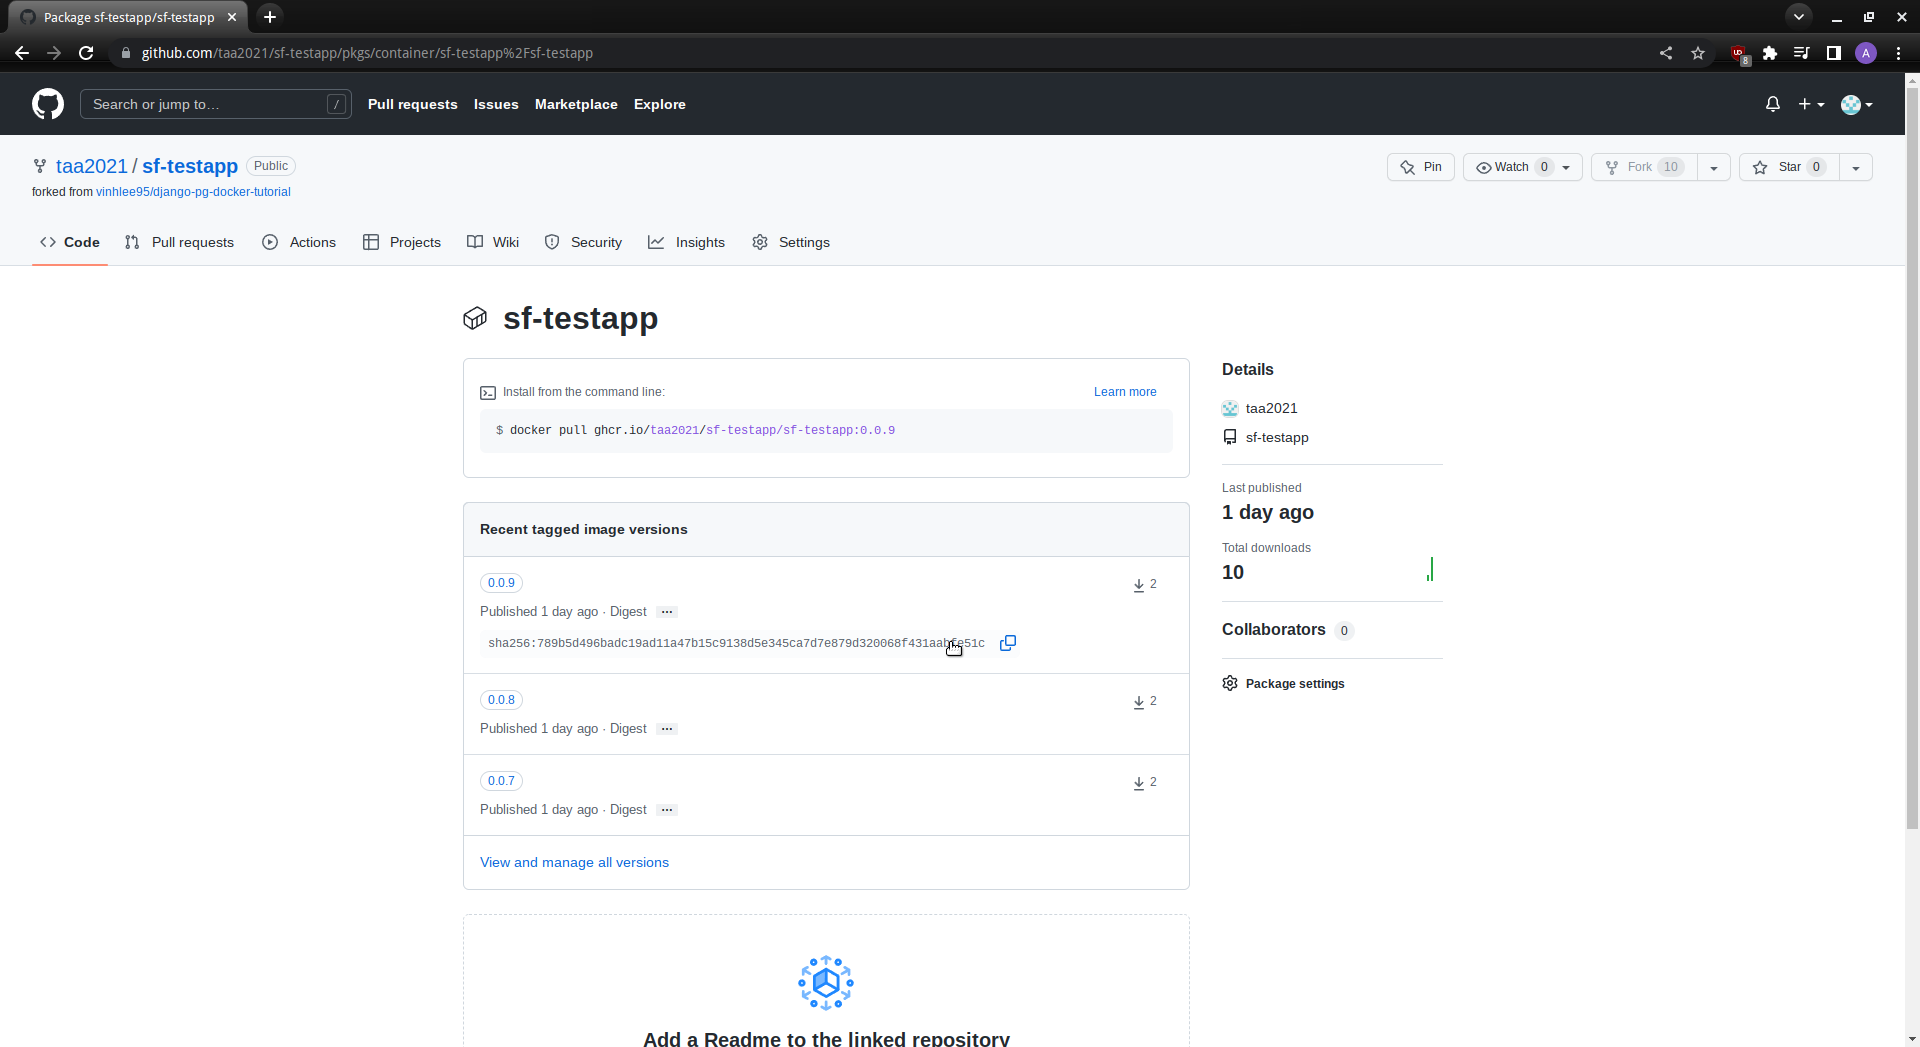 Package sf-testapp/sf-testapp
github.com/taa2021/sf-testapp/pkgs/container/sf-testapp%2Fsf-testapp
8
A
Search or jump to…
/
Pull requests
Issues
Marketplace
Explore
taa2021 / sf-testapp
Public
Pin
Watch 0
Fork 10
Star 0
forked from vinhlee95/django-pg-docker-tutorial
Code
Pull requests
Actions
Projects
Wiki
Security
Insights
Settings
sf-testapp
Install from the command line:
Learn more
$ docker pull ghcr.io/taa2021/sf-testapp/sf-testapp:0.0.9
Recent tagged image versions
0.0.9
2
Published 1 day ago · Digest ...
0.0.8
2
Published 1 day ago · Digest ...
0.0.7
2
Published 1 day ago · Digest ...
View and manage all versions
Add a Readme to the linked repository
Details
taa2021
sf-testapp
Last published
1 day ago
Total downloads
10
Collaborators 0
Package settings